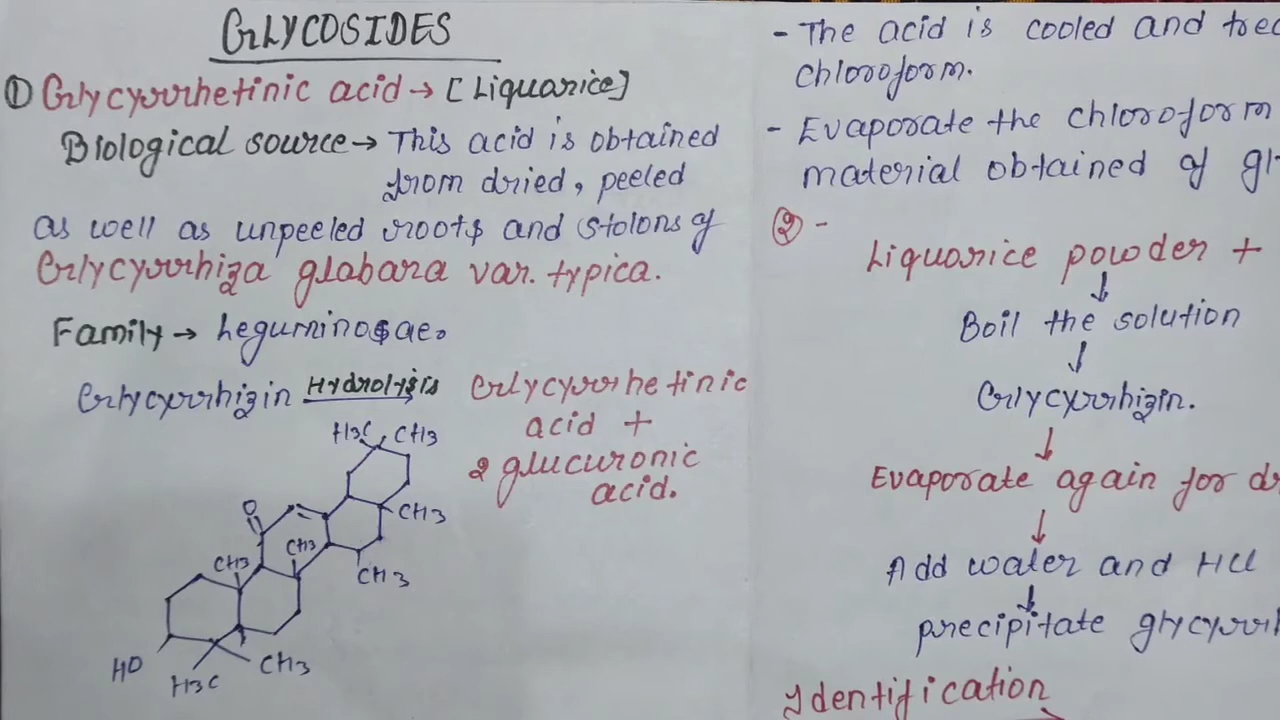 GLYCOSIDES
① Glycyrrhetinic acid → [Liquarice]
Biological source → This acid is obtained
from dried, peeled
as well as unpeeled roots and stolons of
Glycyrrhiza glabara var. typica.
Family → Leguminosae.
Glycyrrhizin Hydrolysis Glycyrrhetinic
acid +
2 glucuronic
acid.
H3C CH3
O
CH3
CH3
CH3
CH3
HO
H3C
CH3
- The acid is cooled and
chloroform.
- Evaporate the chloroform
material obtained of
② -
Liquorice powder +
↓
Boil the solution
↓
Glycyrrhizin.
↓
Evaporate again for
↓
Add water and HCl
↓
precipitate
Identification